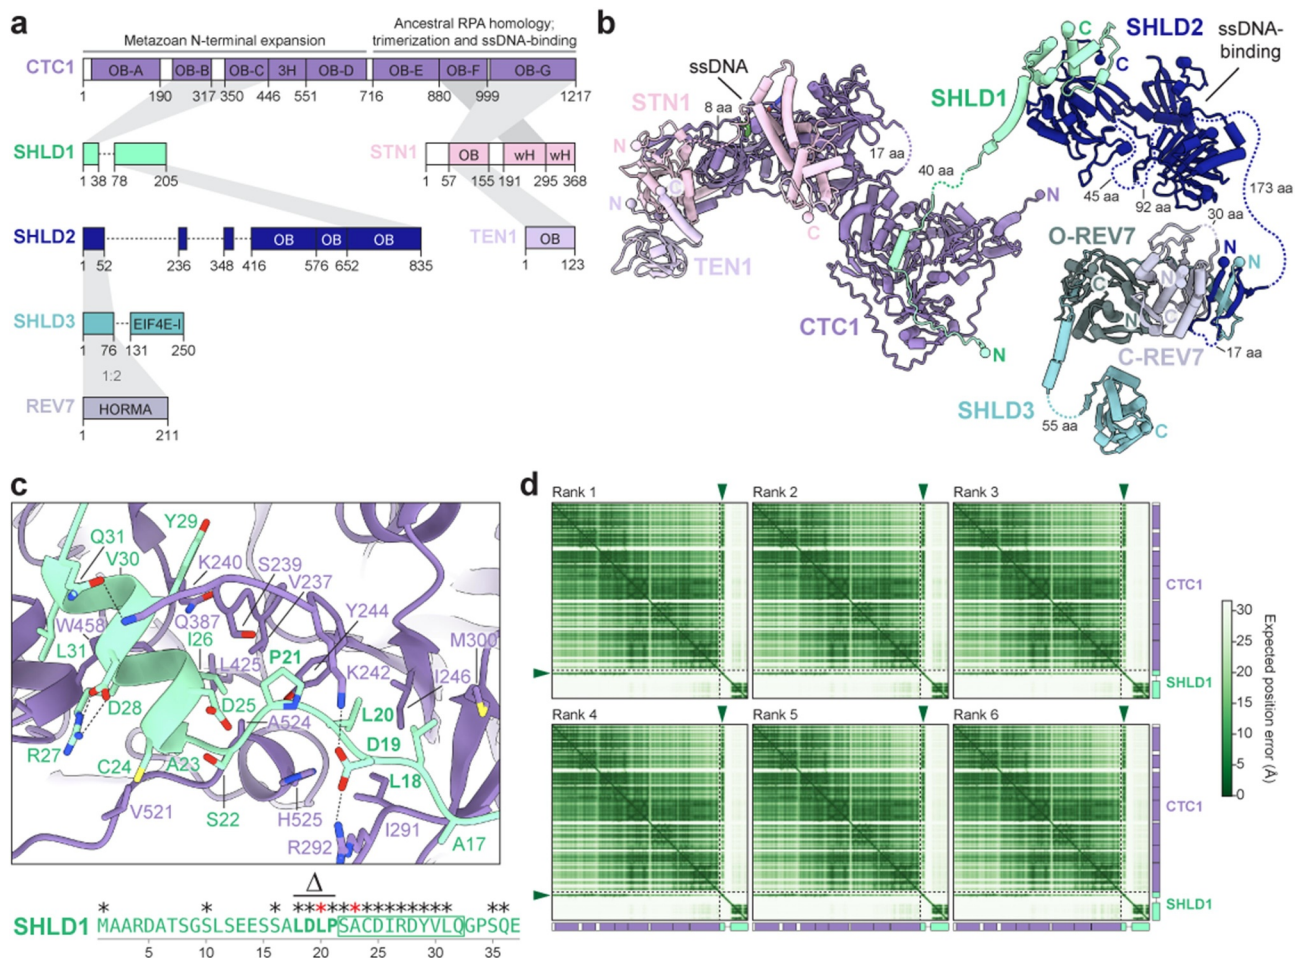 a
Metazoan N-terminal expansion
Ancestral RPA homology;
trimerization and ssDNA-binding
CTC1
OB-A OB-B OB-C 3H OB-D OB-E OB-F OB-G
1 190 317 350 446 551 716 880 999 1217
SHLD1
1 38 78 205
STN1
OB wH wH
1 57 155 191 295 368
SHLD2
OB OB OB
1 52 236 348 416 576 652 835
TEN1
OB
1 123
SHLD3
EIF4E-l
1 76 131 250
1:2
REV7
HORMA
1 211
b
SHLD2
ssDNA-
binding
C
C
ssDNA
SHLD1
STN1
8 aa
N
17 aa
40 aa
45 aa
92 aa
173 aa
30 aa
C
N
N
C
TEN1
O-REV7
N
N
C
N
C
N
CTC1
N
C-REV7
17 aa
SHLD3
55 aa
C
c
Y29
Q31
V30
K240
S239
V237
Y244
W458
Q387
I26
L31
L425
P21
K242
M300
I246
D28
D25
L20
A524
D19
R27
C24
A23
L18
V521
S22
H525
I291
R292
A17
Δ
* * * * * * * * * * * * * * * * * * *
SHLD1 MAARDATSGSLSEESSALDLPSACDIRDYVLQGPSQE
5 10 15 20 25 30 35
d
Rank 1 Rank 2 Rank 3
CTC1
SHLD1
Rank 4 Rank 5 Rank 6
CTC1
SHLD1
30
25
20
15
10
5
0
Expected position error (Å)